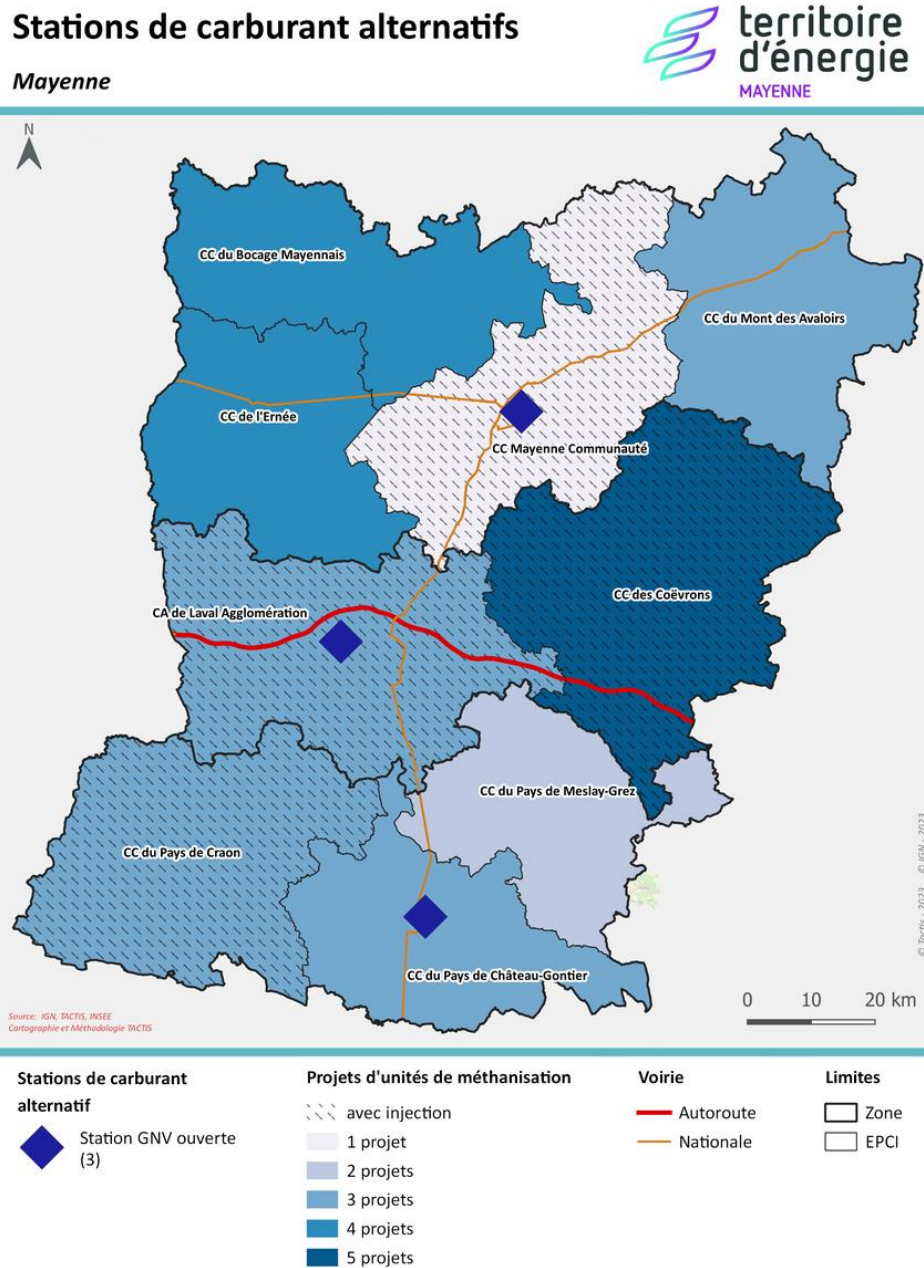 Stations de carburant alternatifs
Mayenne
territoire
d'énergie
MAYENNE
N
CC du Bocage Mayennais
CC du Mont des Avaloirs
CC de l'Ernée
CC Mayenne Communauté
CC des Coëvrons
CA de Laval Agglomération
CC du Pays de Meslay-Grez
CC du Pays de Craon
CC du Pays de Château-Gontier
© Tactis - 2023 © IGN - 2023
0 10 20 km
Source: IGN, TACTIS, INSEE
Cartographie et Méthodologie TACTIS
Stations de carburant
alternatif
Station GNV ouverte
(3)
Projets d'unités de méthanisation
avec injection
1 projet
2 projets
3 projets
4 projets
5 projets
Voirie
Autoroute
Nationale
Limites
Zone
EPCI